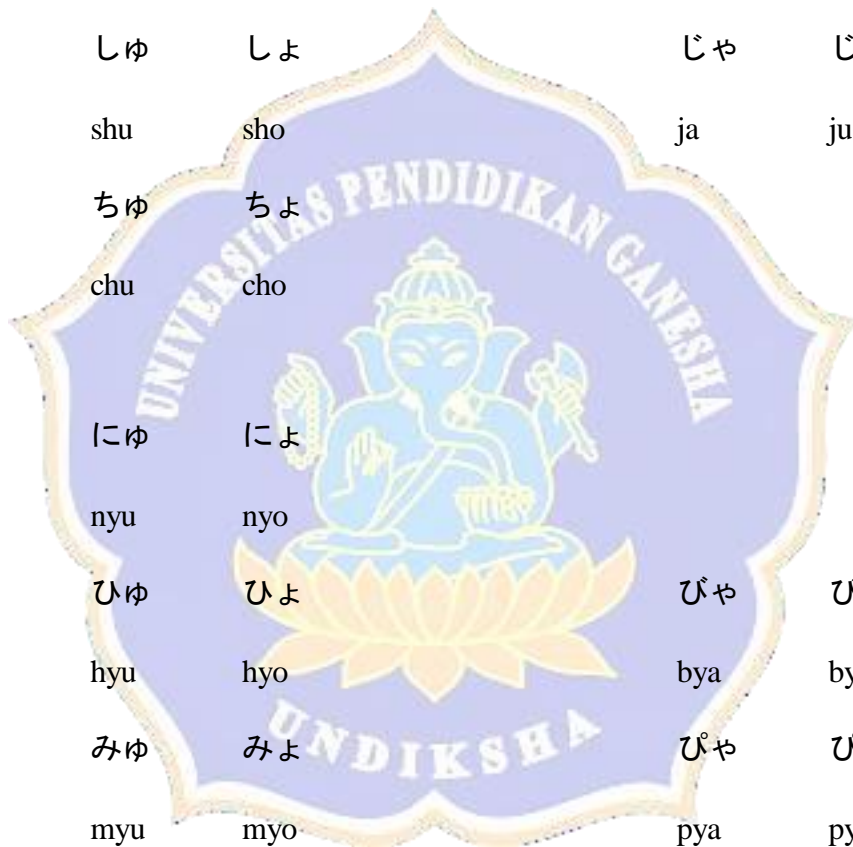 しゅ しょ じゃ じ
shu sho ja ju
UNIVERSITAS PENDIDIKAN GANESHA
ちゅ ちょ
chu cho
にゅ にょ
nyu nyo
ひゅ ひょ びゃ
hyu hyo bya by
みゅ みょ ぴゃ
UNDIKSHA
myu myo pya py